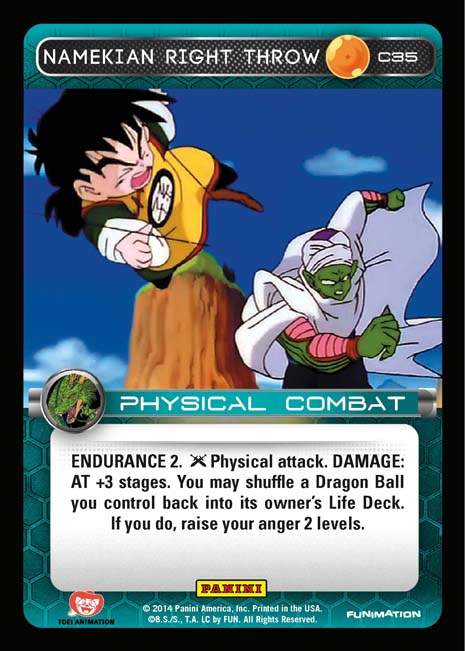 NAMEKIAN RIGHT THROW C35
PHYSICAL COMBAT
ENDURANCE 2. Physical attack. DAMAGE:
AT +3 stages. You may shuffle a Dragon Ball
you control back into its owner's Life Deck.
If you do, raise your anger 2 levels.
PANINI
TOEI ANIMATION
© 2014 Panini America, Inc. Printed in the USA.
©B.S./S., T.A. LC by FUN. All Rights Reserved.
FUNIMATION